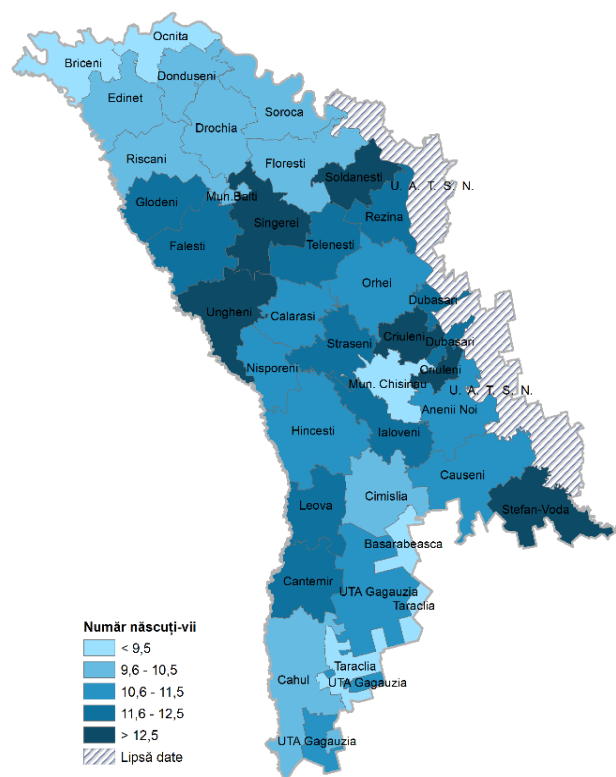 Ocnita
Briceni
Donduseni
Edinet
Soroca
Drochia
Riscani
Floresti
Soldanesti
U. A. T. S. N.
Mun.Balti
Glodeni
Rezina
Singerei
Falesti
Telenesti
Orhei
Dubasari
Ungheni
Calarasi
Straseni
Criuleni
Dubasari
Nisporeni
Criuleni
Mun. Chisinau
U. A. T. S. N.
Anenii Noi
Hincesti
Ialoveni
Causeni
Cimislia
Leova
Stefan-Voda
Basarabeasca
Cantemir
UTA Gagauzia
Taraclia
Număr născuți-vii
< 9,5
9,6 - 10,5
10,6 - 11,5
11,6 - 12,5
> 12,5
Lipsă date
Taraclia
Cahul
UTA Gagauzia
UTA Gagauzia